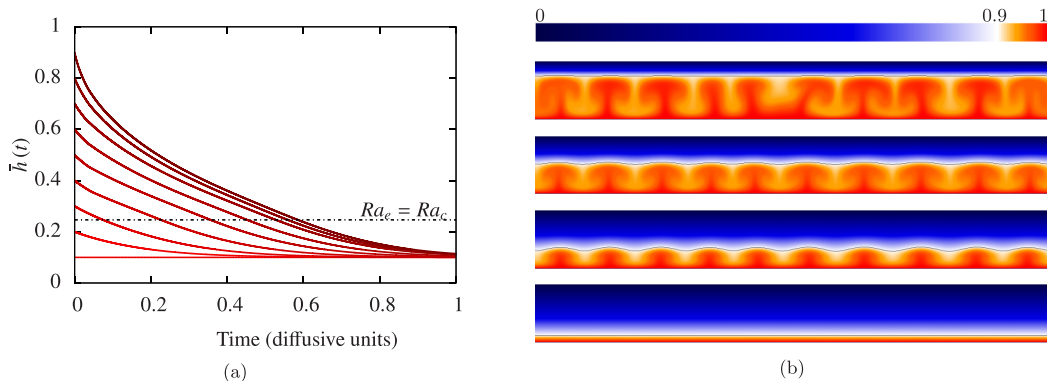 1
0.8
0.6
0.4
0.2
0
h̄(t)
Ra_e = Ra_c
0 0.2 0.4 0.6 0.8 1
Time (diffusive units)
(a)
0 0.9 1
(b)